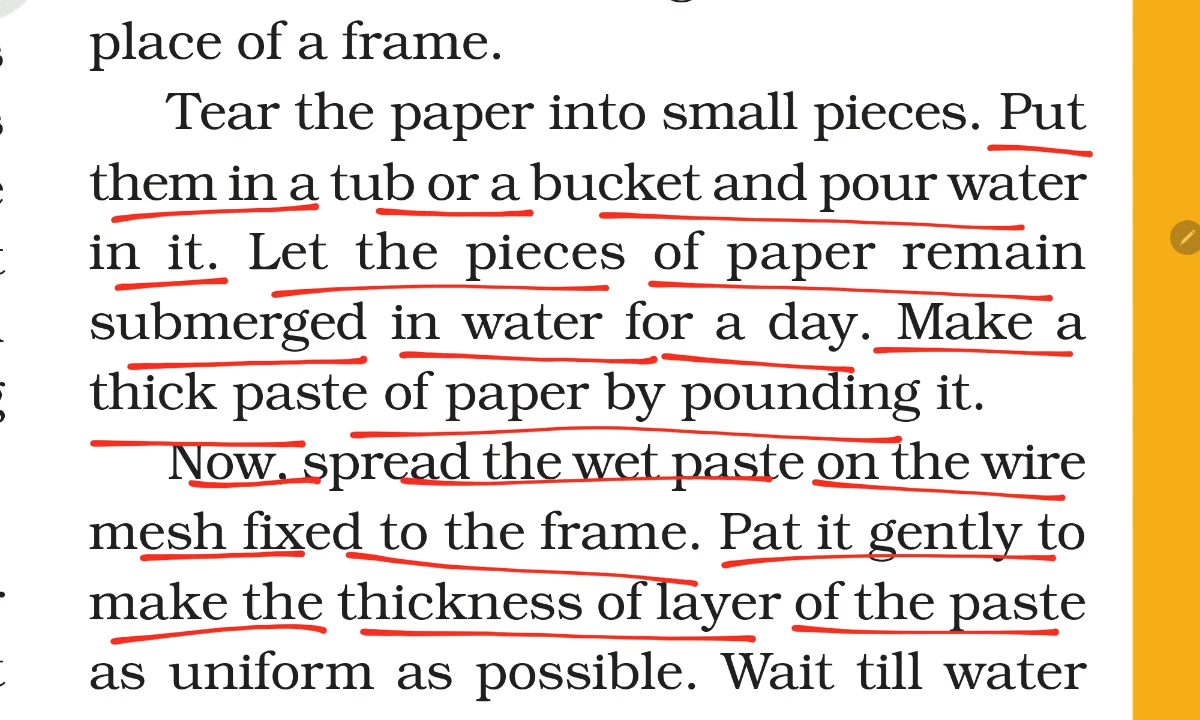 place of a frame.
Tear the paper into small pieces. Put
them in a tub or a bucket and pour water
in it. Let the pieces of paper remain
submerged in water for a day. Make a
thick paste of paper by pounding it.
Now, spread the wet paste on the wire
mesh fixed to the frame. Pat it gently to
make the thickness of layer of the paste
as uniform as possible. Wait till water